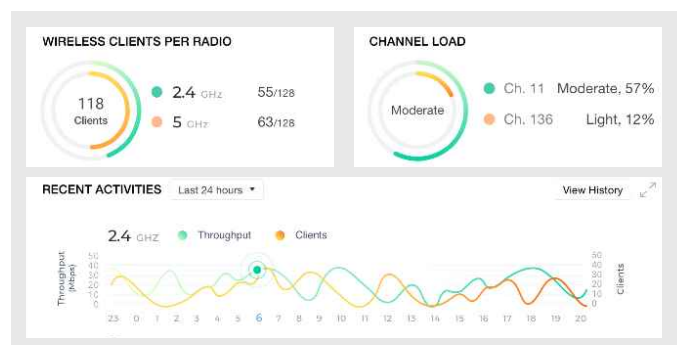 WIRELESS CLIENTS PER RADIO
118
Clients
2.4 GHz 55/128
5 GHz 63/128
CHANNEL LOAD
Moderate
Ch. 11 Moderate, 57%
Ch. 136 Light, 12%
RECENT ACTIVITIES Last 24 hours View History
2.4 GHz Throughput Clients
Throughput
(Mbps)
50
40
30
20
10
0
50
40
30
20
10
0
Clients
23 0 1 2 3 4 5 6 7 8 9 10 11 12 13 14 15 16 17 18 19 20